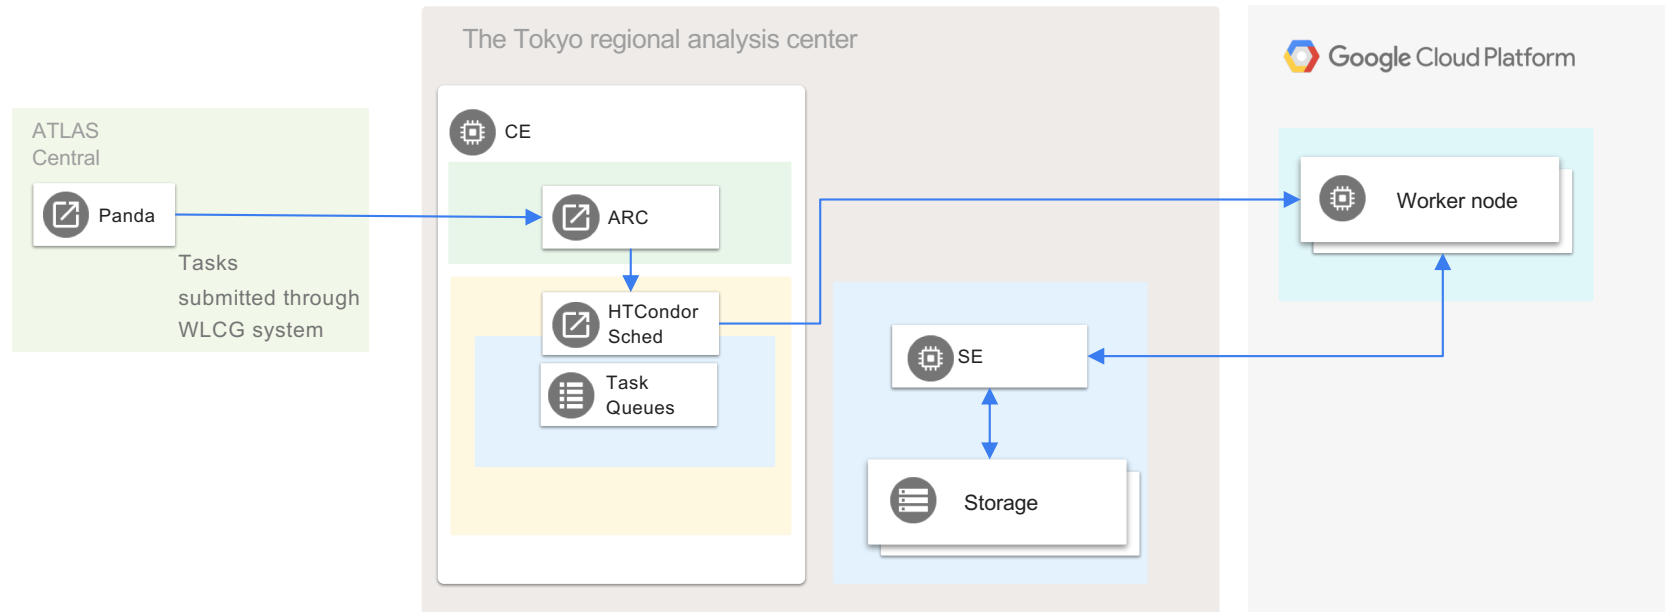 The Tokyo regional analysis center
Google Cloud Platform
ATLAS
Central
Panda
Tasks
submitted through
WLCG system
CE
ARC
HTCondor
Sched
Task
Queues
SE
Storage
Worker node